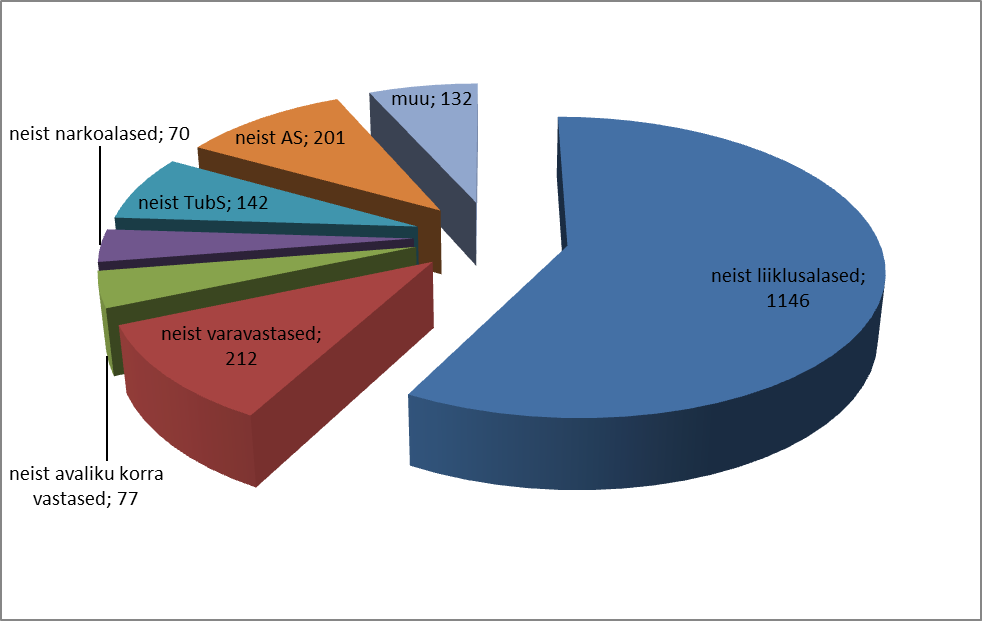 muu; 132
neist narkoalased; 70
neist AS; 201
neist TubS; 142
neist liiklusalased;
1146
neist varavastased;
212
neist avaliku korra
vastased; 77